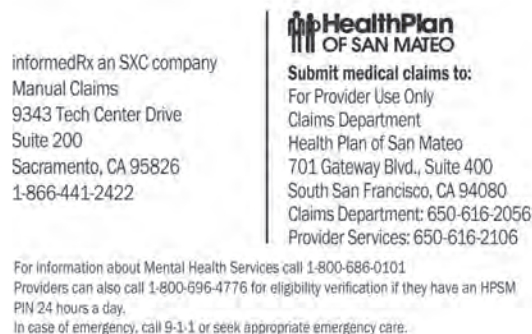 informedRx an SXC company
Manual Claims
9343 Tech Center Drive
Suite 200
Sacramento, CA 95826
1-866-441-2422
HealthPlan
OF SAN MATEO
Submit medical claims to:
For Provider Use Only
Claims Department
Health Plan of San Mateo
701 Gateway Blvd., Suite 400
South San Francisco, CA 94080
Claims Department: 650-616-2056
Provider Services: 650-616-2106
For information about Mental Health Services call 1-800-686-0101
Providers can also call 1-800-696-4776 for eligibility verification if they have an HPSM
PIN 24 hours a day.
In case of emergency, call 9-1-1 or seek appropriate emergency care.